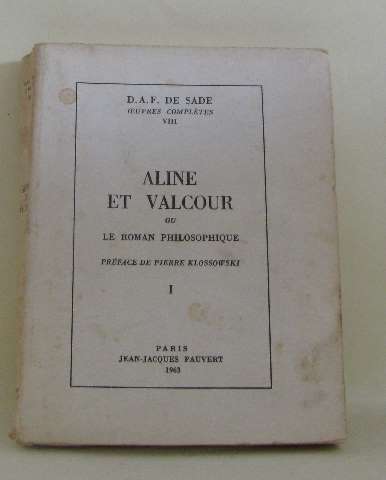 D.A.F. DE SADE
ŒUVRES COMPLÈTES
VIII
ALINE
ET VALCOUR
OU
LE ROMAN PHILOSOPHIQUE
PRÉFACE DE PIERRE KLOSSOWSKI
I
PARIS
JEAN-JACQUES PAUVERT
1963